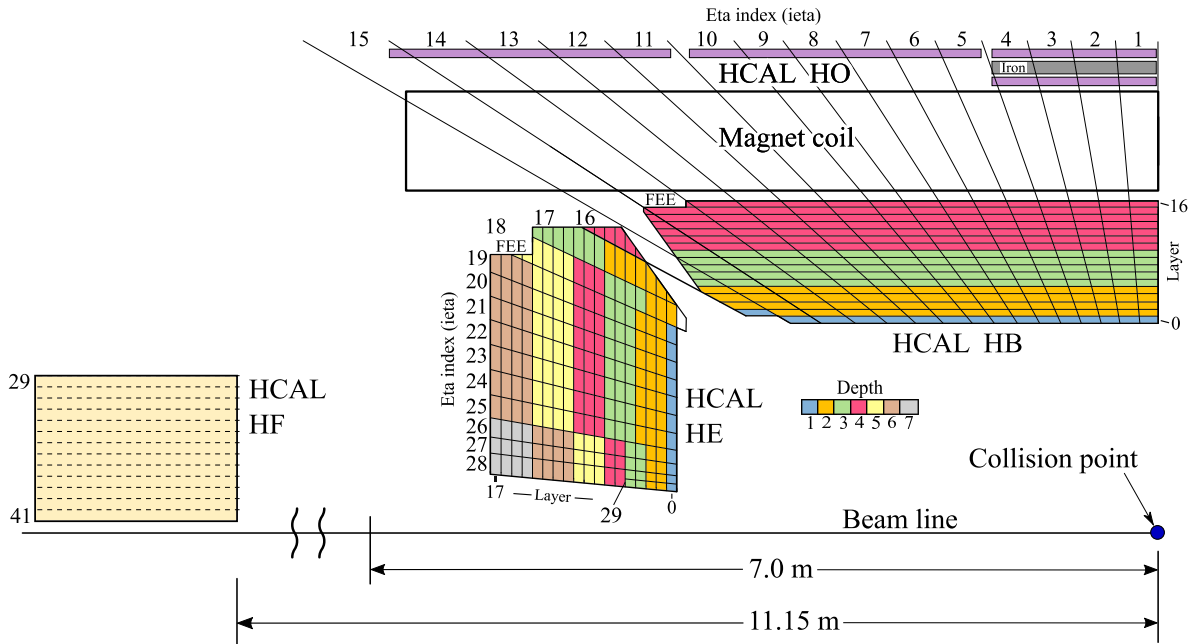 Eta index (ieta)
15 14 13 12 11 10 9 8 7 6 5 4 3 2 1
Iron
HCAL HO
Magnet coil
FEE
16
Layer
0
HCAL HB
18 17 16
FEE
19
20
21
22
23
24
25
26
27
28
Eta index (ieta)
17 Layer 0
29
HCAL
HE
Depth
1 2 3 4 5 6 7
29
41
HCAL
HF
Collision point
Beam line
7.0 m
11.15 m